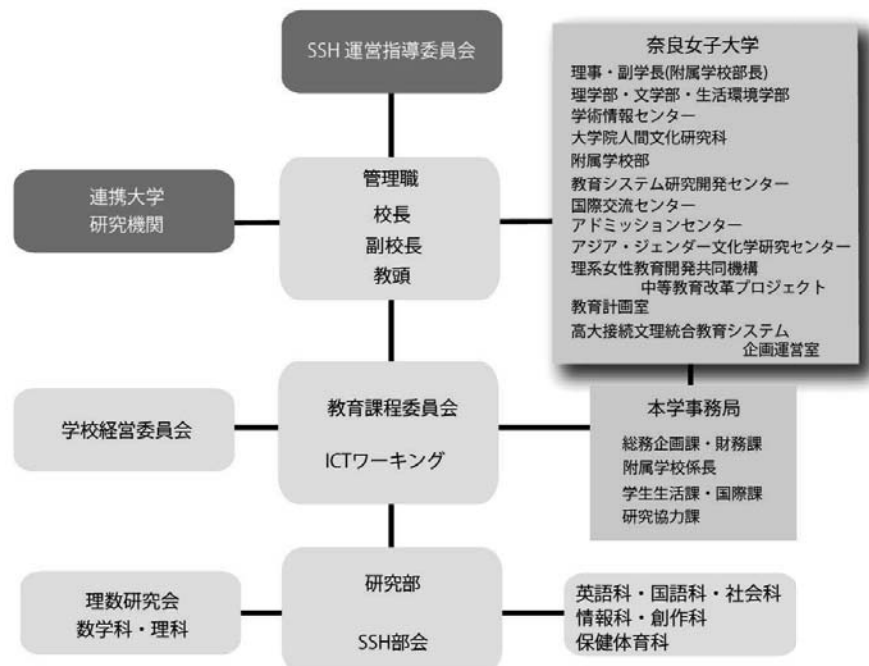 SSH 運営指導委員会
奈良女子大学
理事・副学長(附属学校部長)
理学部・文学部・生活環境学部
学術情報センター
大学院人間文化研究科
附属学校部
教育システム研究開発センター
国際交流センター
アドミッションセンター
アジア・ジェンダー文化学研究センター
理系女性教育開発共同機構
中等教育改革プロジェクト
教育計画室
高大接続文理統合教育システム
企画運営室
連携大学
研究機関
管理職
校長
副校長
教頭
学校経営委員会
教育課程委員会
ICTワーキング
本学事務局
総務企画課・財務課
附属学校係長
学生生活課・国際課
研究協力課
理数研究会
数学科・理科
研究部
SSH部会
英語科・国語科・社会科
情報科・創作科
保健体育科